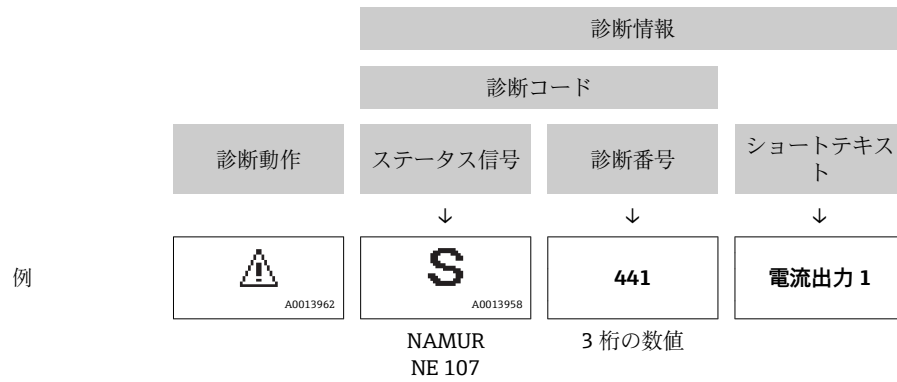 診断情報
診断コード
診断動作 ステータス信号 診断番号 ショートテキス
ト
↓ ↓ ↓
例 S 441 電流出力 1
A0013962 A0013958
NAMUR 3 桁の数値
NE 107